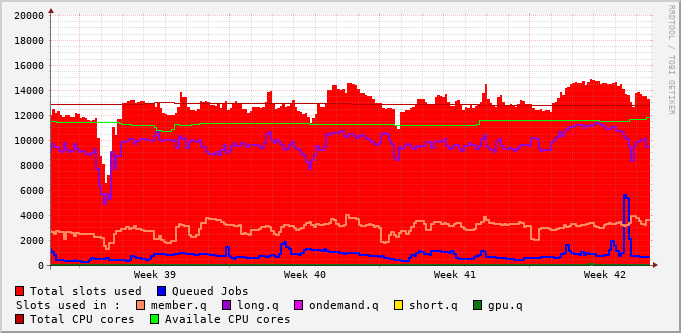 RRDTOOL / TOBI OETIKER
20000
18000
16000
14000
12000
10000
8000
6000
4000
2000
0
Week 39 Week 40 Week 41 Week 42
Total slots used Queued Jobs
Slots used in : member.q long.q ondemand.q short.q gpu.q
Total CPU cores Availale CPU cores